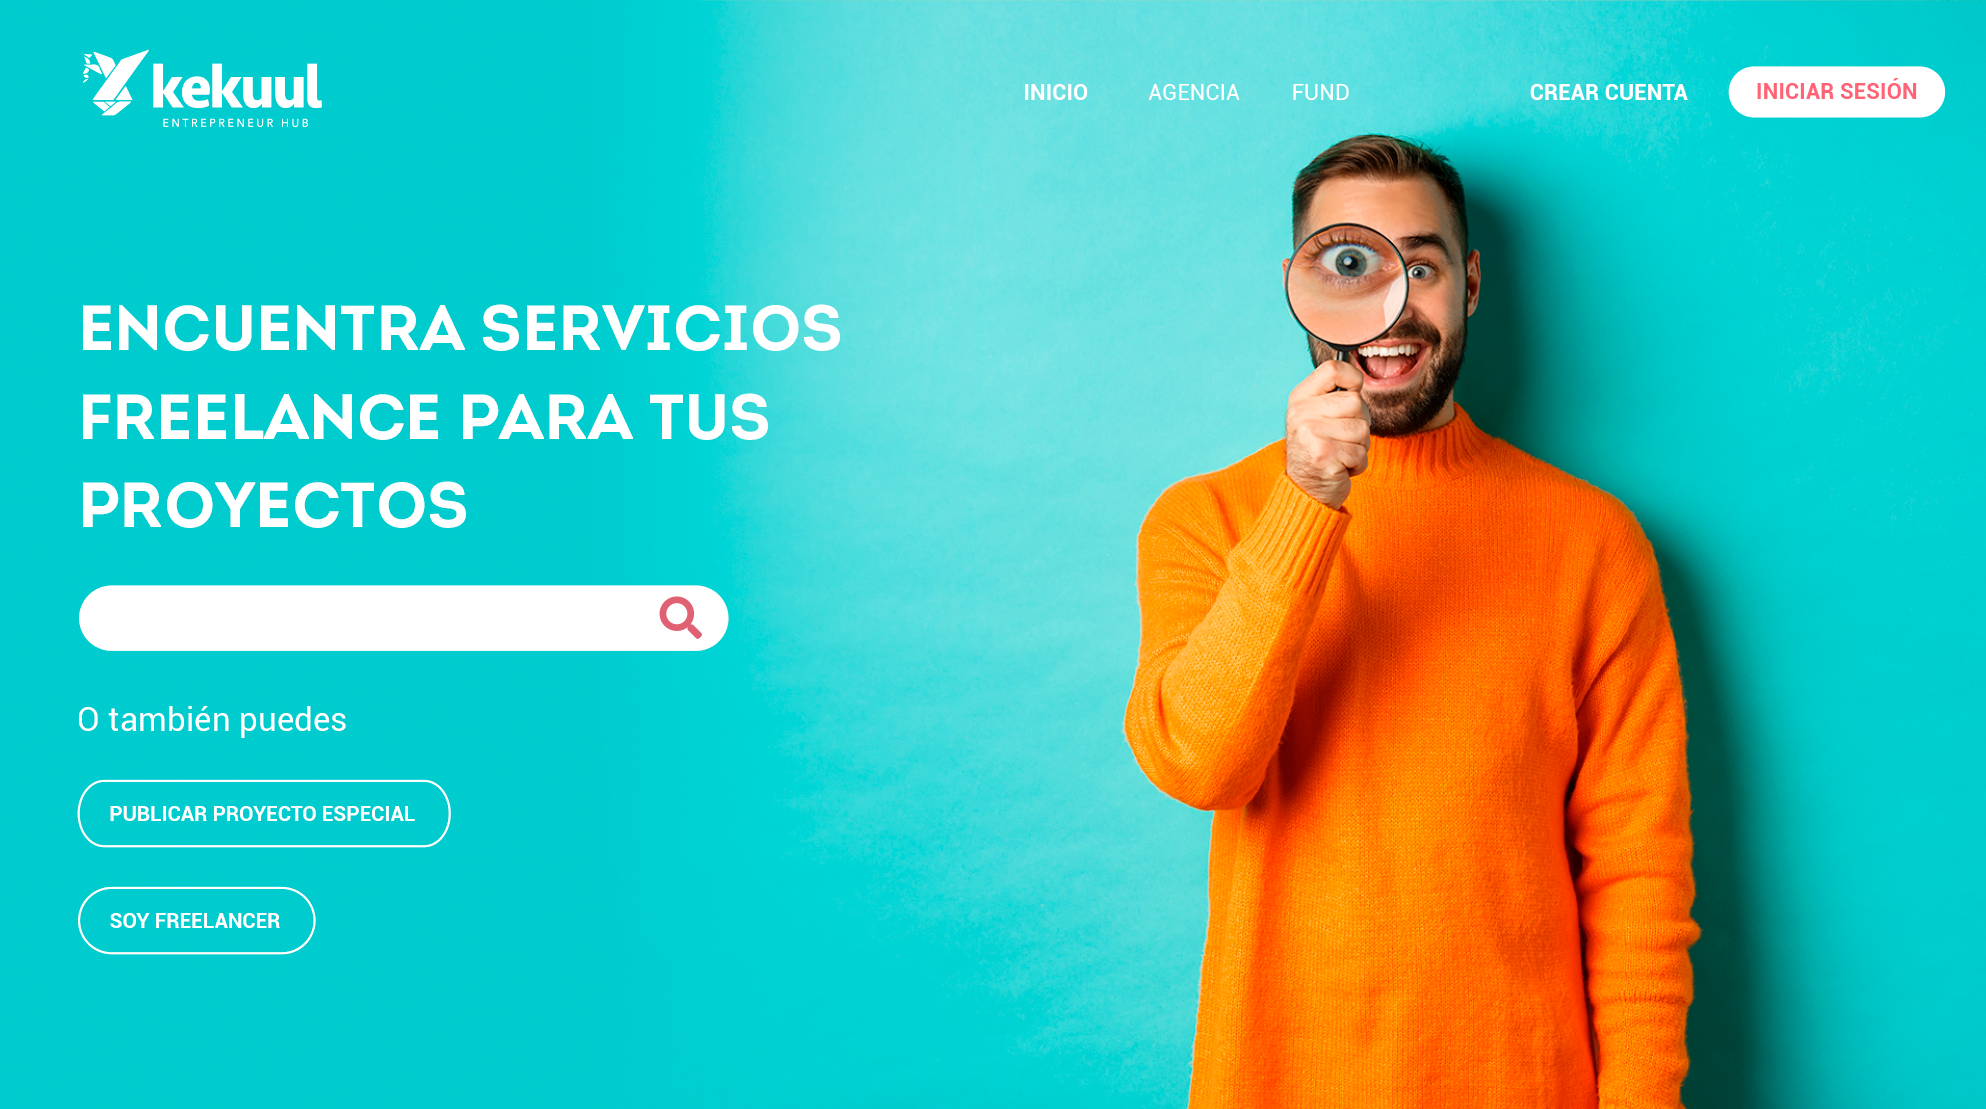 kekuul
ENTREPRENEUR HUB
INICIO
AGENCIA
FUND
CREAR CUENTA
INICIAR SESIÓN
ENCUENTRA SERVICIOS
FREELANCE PARA TUS
PROYECTOS
O también puedes
PUBLICAR PROYECTO ESPECIAL
SOY FREELANCER